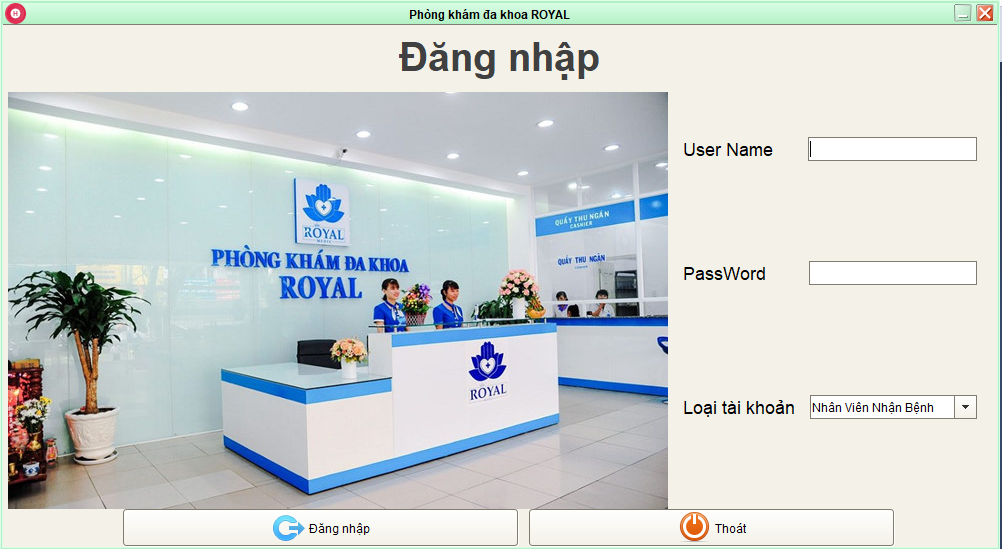 Phòng khám đa khoa ROYAL
Đăng nhập
ROYAL
PHÒNG KHÁM ĐA KHOA
ROYAL
QUẦY THU NGÂN
CASHIER
QUẦY THU NGÂN
ROYAL
User Name
PassWord
Loại tài khoản
Nhân Viên Nhận Bệnh
Đăng nhập
Thoát